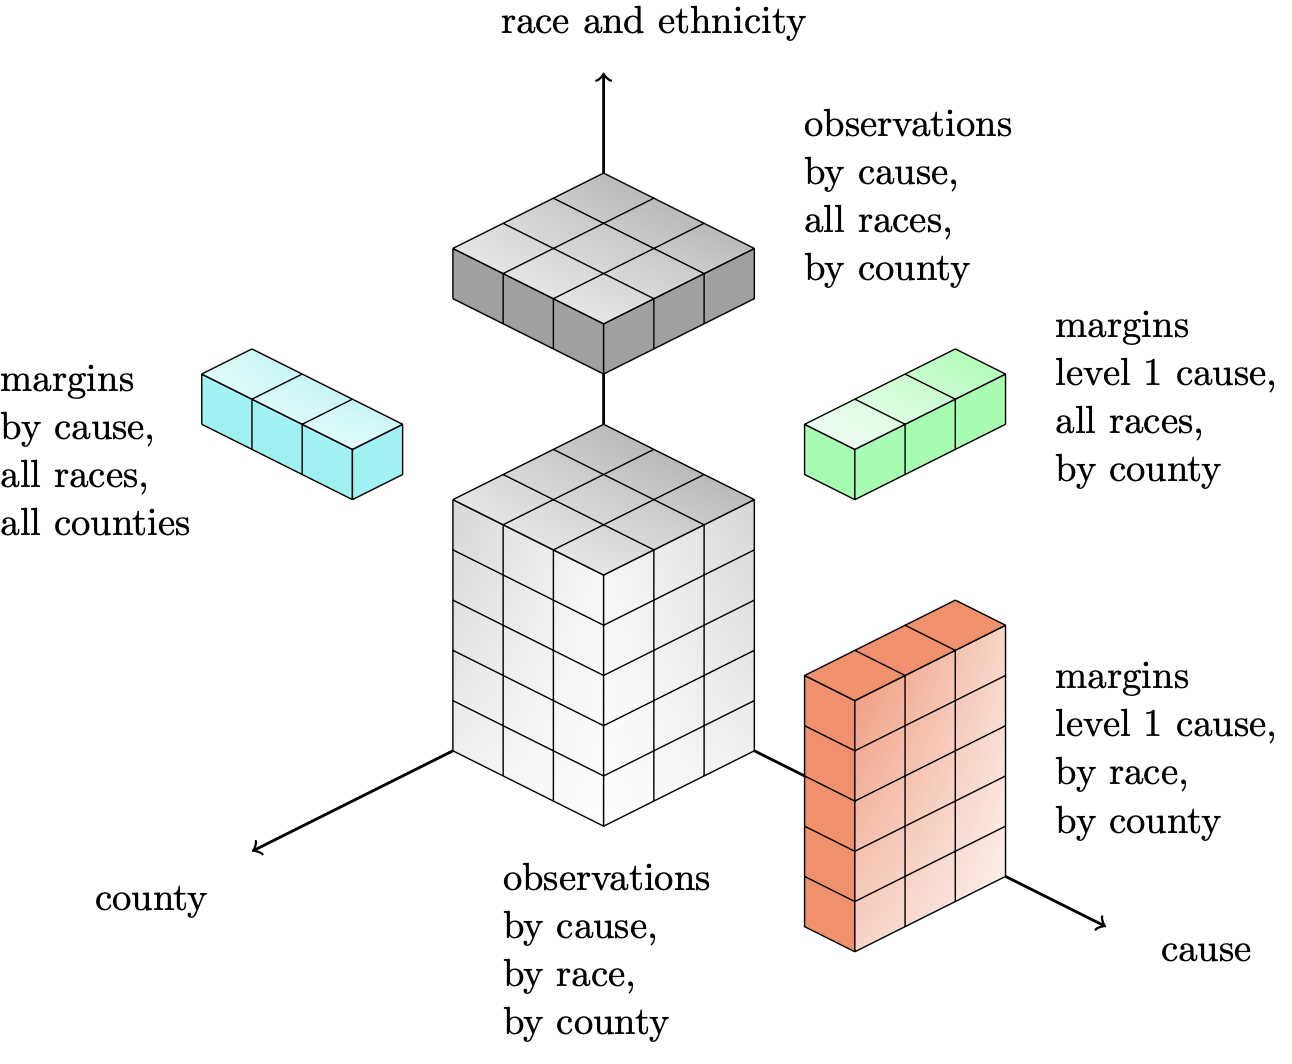 race and ethnicity
observations
by cause,
all races,
by county
margins
level 1 cause,
all races,
by county
margins
by cause,
all races,
all counties
margins
level 1 cause,
by race,
by county
county
observations
by cause,
by race,
by county
cause